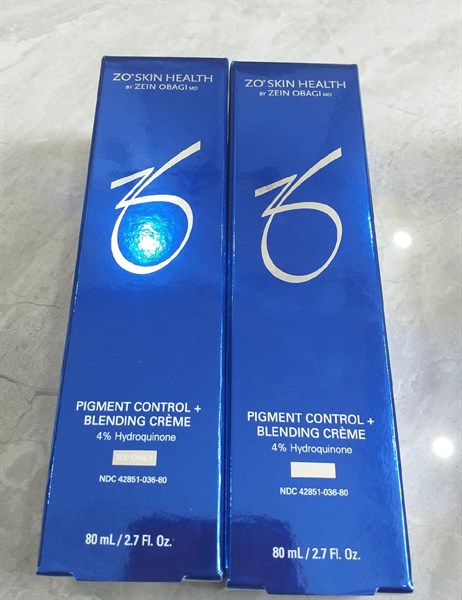 ZO® SKIN HEALTH
BY ZEIN OBAGI MD
PIGMENT CONTROL +
BLENDING CRÈME
4% Hydroquinone
RX ONLY
NDC 42851-036-80
80 mL / 2.7 Fl. Oz.
ZO® SKIN HEALTH
BY ZEIN OBAGI MD
PIGMENT CONTROL +
BLENDING CRÈME
4% Hydroquinone
NDC 42851-036-80
80 mL / 2.7 Fl. Oz.